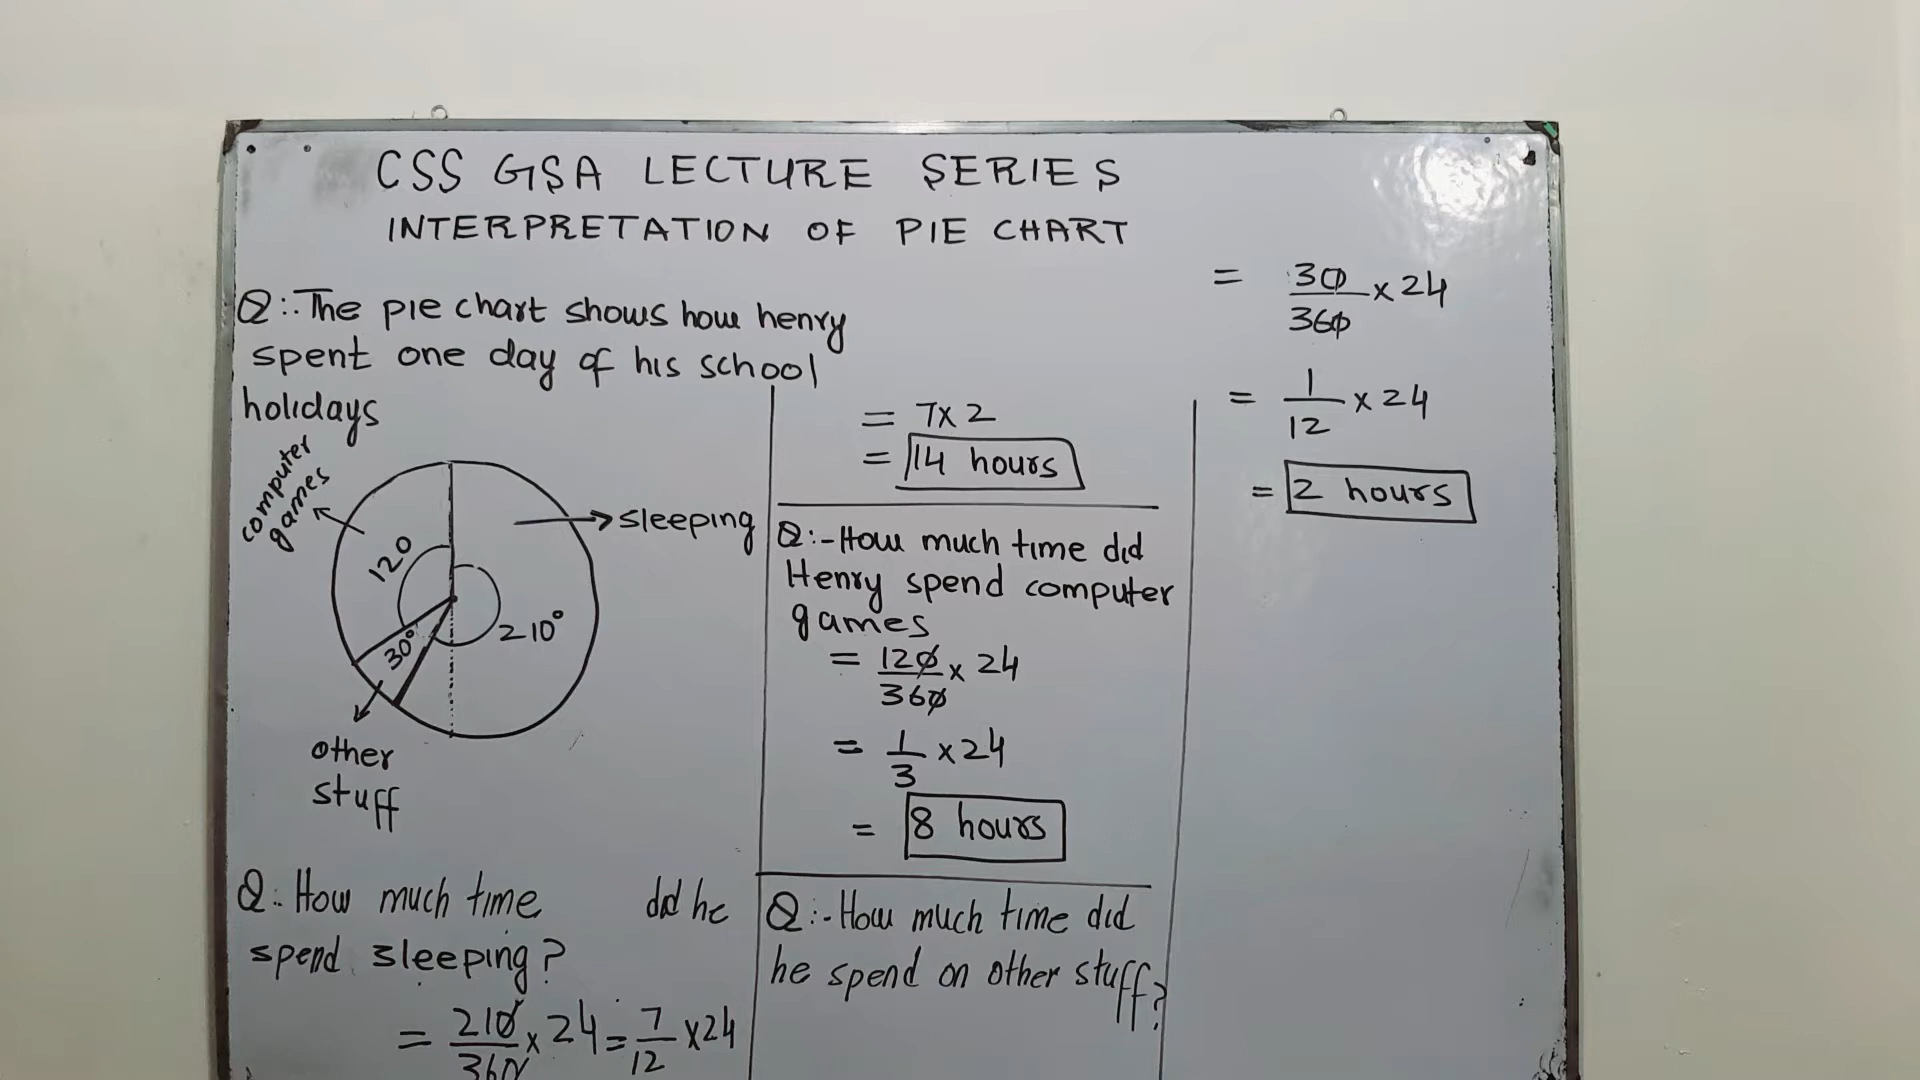 CSS GSA LECTURE SERIES
INTERPRETATION OF PIE CHART
Q:. The pie chart shows how henry
spent one day of his school
holidays
computer
games
120
30°
210°
sleeping
other
stuff
Q:. How much time did he
spend sleeping?
= 210/360 x 24 = 7/12 x 24
= 7 x 2
= 14 hours
Q:- How much time did
Henry spend computer
games
= 120/360 x 24
= 1/3 x 24
= 8 hours
Q:- How much time did
he spend on other stuff?
= 30/360 x 24
= 1/12 x 24
= 2 hours